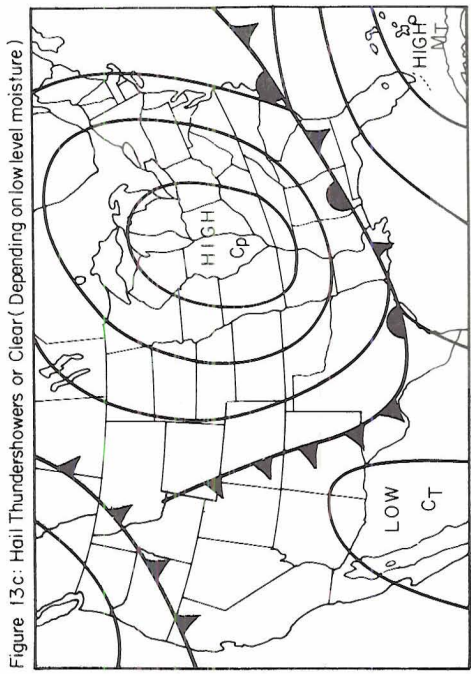 Figure 13c: Hail Thundershowers or Clear (Depending on low level moisture)
HIGH
Cp
LOW
CT
HIGH
MT